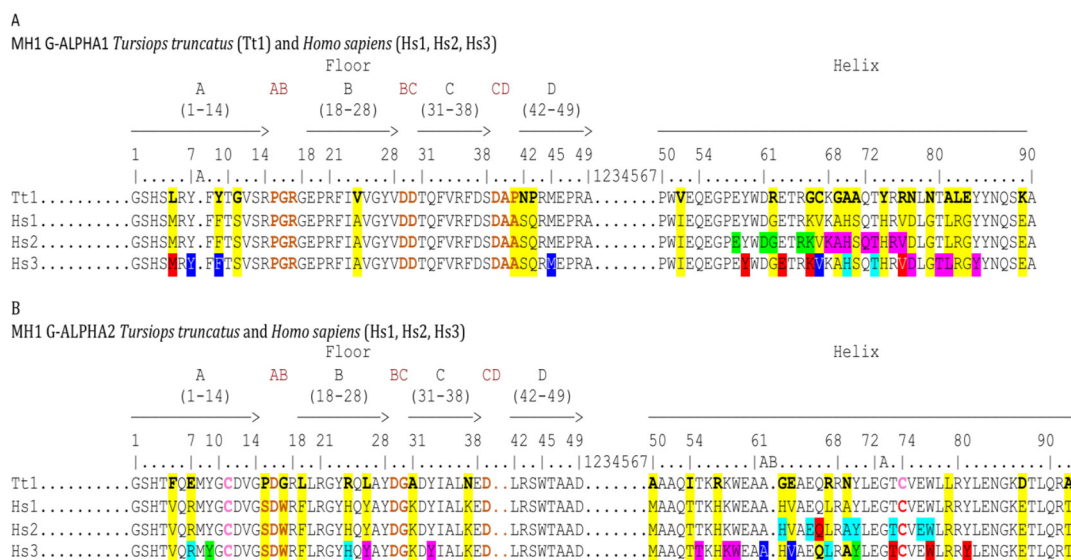 A
MH1 G-ALPHA1 Tursiops truncatus (Tt1) and Homo sapiens (Hs1, Hs2, Hs3)
Floor Helix
A AB B BC C CD D
(1-14) (18-28) (31-38) (42-49)
1 7 10 14 18 21 24 28 31 34 38 42 45 49 50 54 61 65 68 72 80 90
|.....|A..|...|...|..|..|...|..|..|...|...|..|...|1234567|...|......|...|..|...|.......|.........|
Tt1..........GSHSLRY.FYTGVSRPGRGEPRFIVVGYVDDTQFVRFDSDAPNPRMEPRA.......PWVEQEGPEYWDRETRGCKGAAQTYRRNLNTALEYYNQSKA
Hs1..........GSHSMRY.FFTSVSRPGRGEPRFIAVGYVDDTQFVRFDSDAASQRMEPRA.......PWIEQEGPEYWDGETRKVKAHSQTHRVDLGTLRGYYNQSEA
Hs2..........GSHSMRY.FFTSVSRPGRGEPRFIAVGYVDDTQFVRFDSDAASQRMEPRA.......PWIEQEGPEYWDGETRKVKAHSQTHRVDLGTLRGYYNQSEA
Hs3..........GSHSMRY.FFTSVSRPGRGEPRFIAVGYVDDTQFVRFDSDAASQRMEPRA.......PWIEQEGPEYWDGETRKVKAHSQTHRVDLGTLRGYYNQSEA
B
MH1 G-ALPHA2 Tursiops truncatus and Homo sapiens (Hs1, Hs2, Hs3)
Floor Helix
A AB B BC C CD D
(1-14) (18-28) (31-38) (42-49)
1 7 10 14 18 21 24 28 31 34 38 42 45 49 50 54 61 68 72 74 80 90
AB A
Tt1..........GSHTFQEMYGCDVGPDGRLLRGYRQLAYDGADYIALNED..LRSWTAAD.......AAAQITKRKWEAA.GEAEQRRNYLEGTCVEWLLRYLENGKDTLQRA
Hs1..........GSHTVQRMYGCDVGSDWRFLRGYHQYAYDGKDYIALKED..LRSWTAAD.......MAAQTTKHKWEAA.HVAEQLRAYLEGTCVEWLRRYLENGKETLQRT
Hs2..........GSHTVQRMYGCDVGSDWRFLRGYHQYAYDGKDYIALKED..LRSWTAAD.......MAAQTTKHKWEAA.HVAEQLRAYLEGTCVEWLRRYLENGKETLQRT
Hs3..........GSHTVQRMYGCDVGSDWRFLRGYHQYAYDGKDYIALKED..LRSWTAAD.......MAAQTTKHKWEAA.HVAEQLRAYLEGTCVEWLRRYLENGKETLQRT